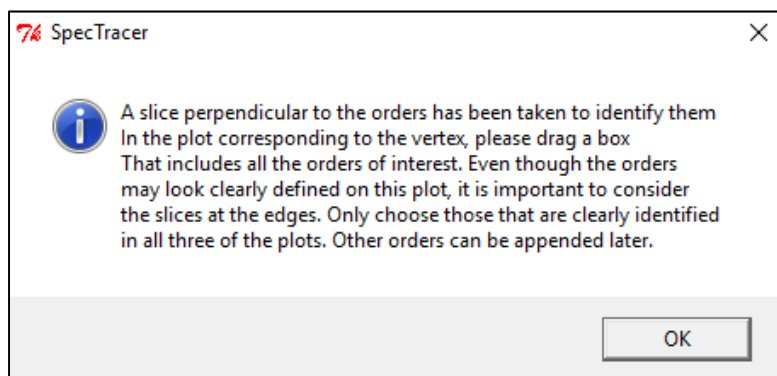 SpecTracer
A slice perpendicular to the orders has been taken to identify them
In the plot corresponding to the vertex, please drag a box
That includes all the orders of interest. Even though the orders
may look clearly defined on this plot, it is important to consider
the slices at the edges. Only choose those that are clearly identified
in all three of the plots. Other orders can be appended later.
OK